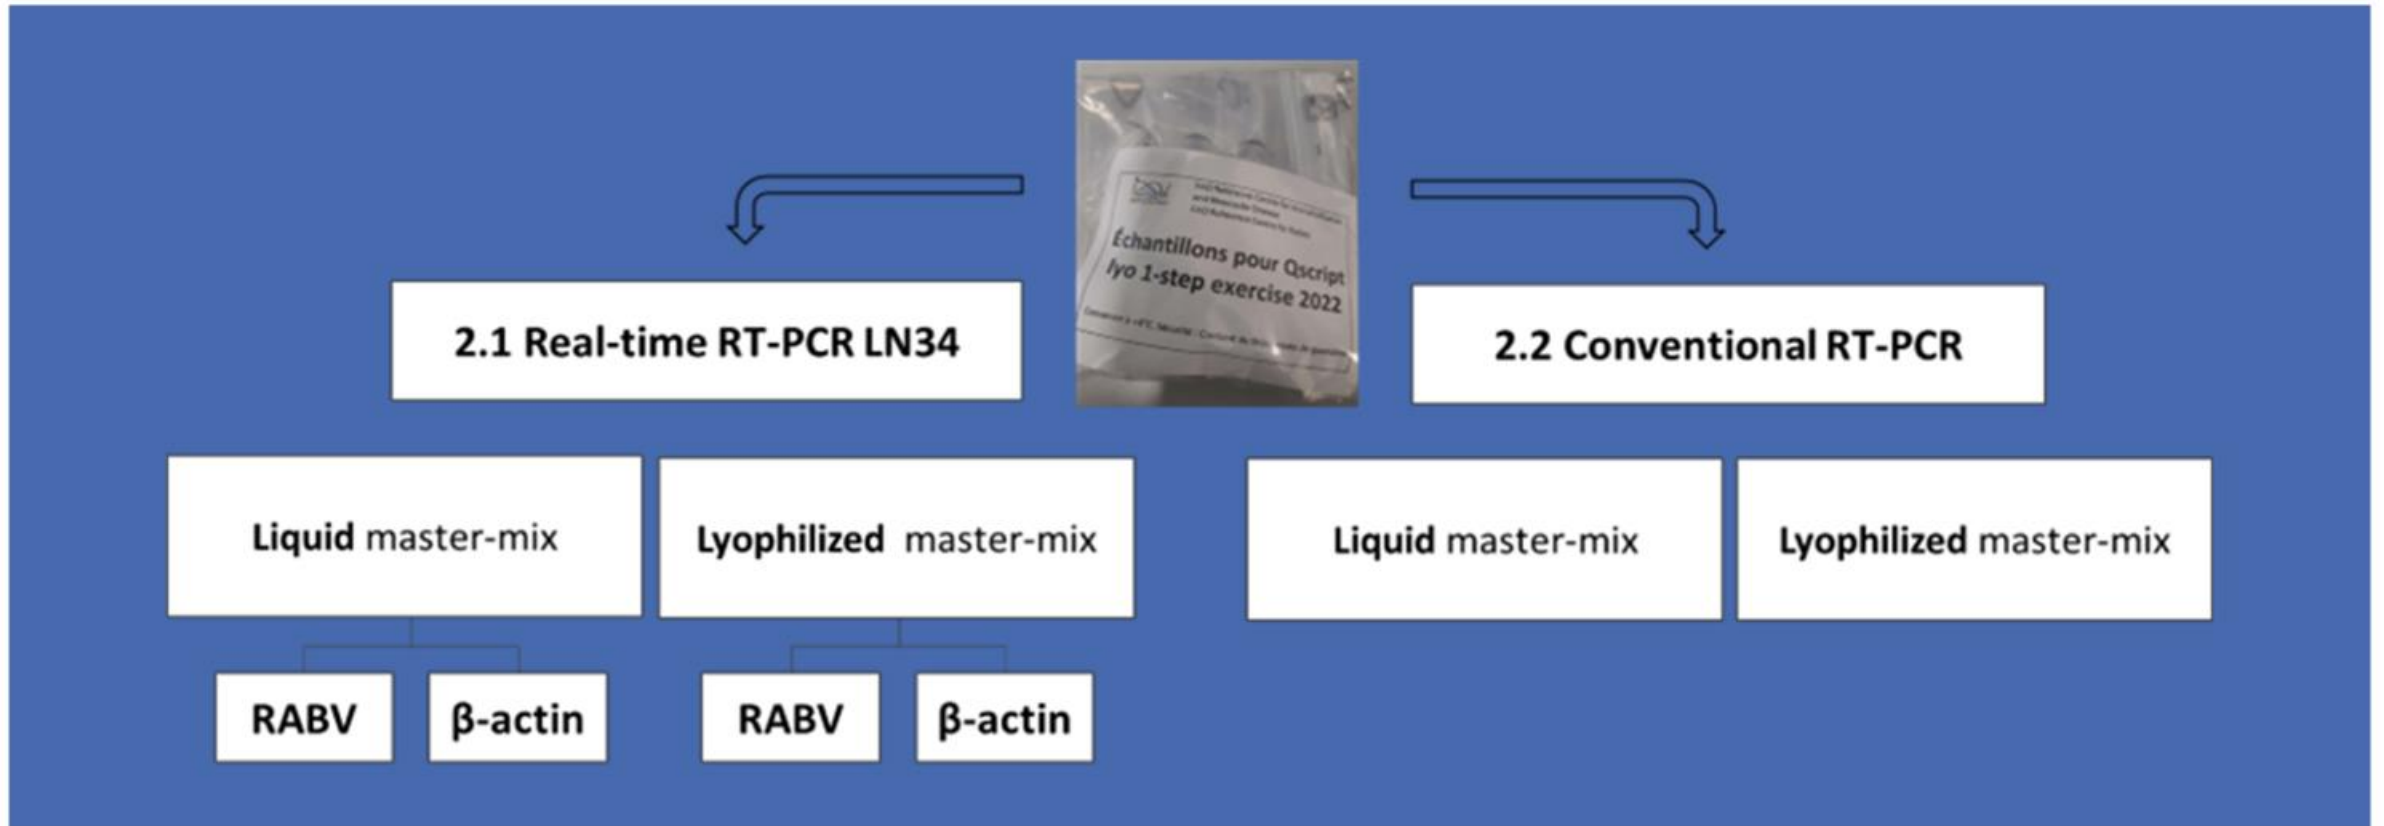 Échantillons pour Qscript
lyo 1-step exercise 2022
2.1 Real-time RT-PCR LN34
2.2 Conventional RT-PCR
Liquid master-mix
Lyophilized master-mix
Liquid master-mix
Lyophilized master-mix
RABV
β-actin
RABV
β-actin